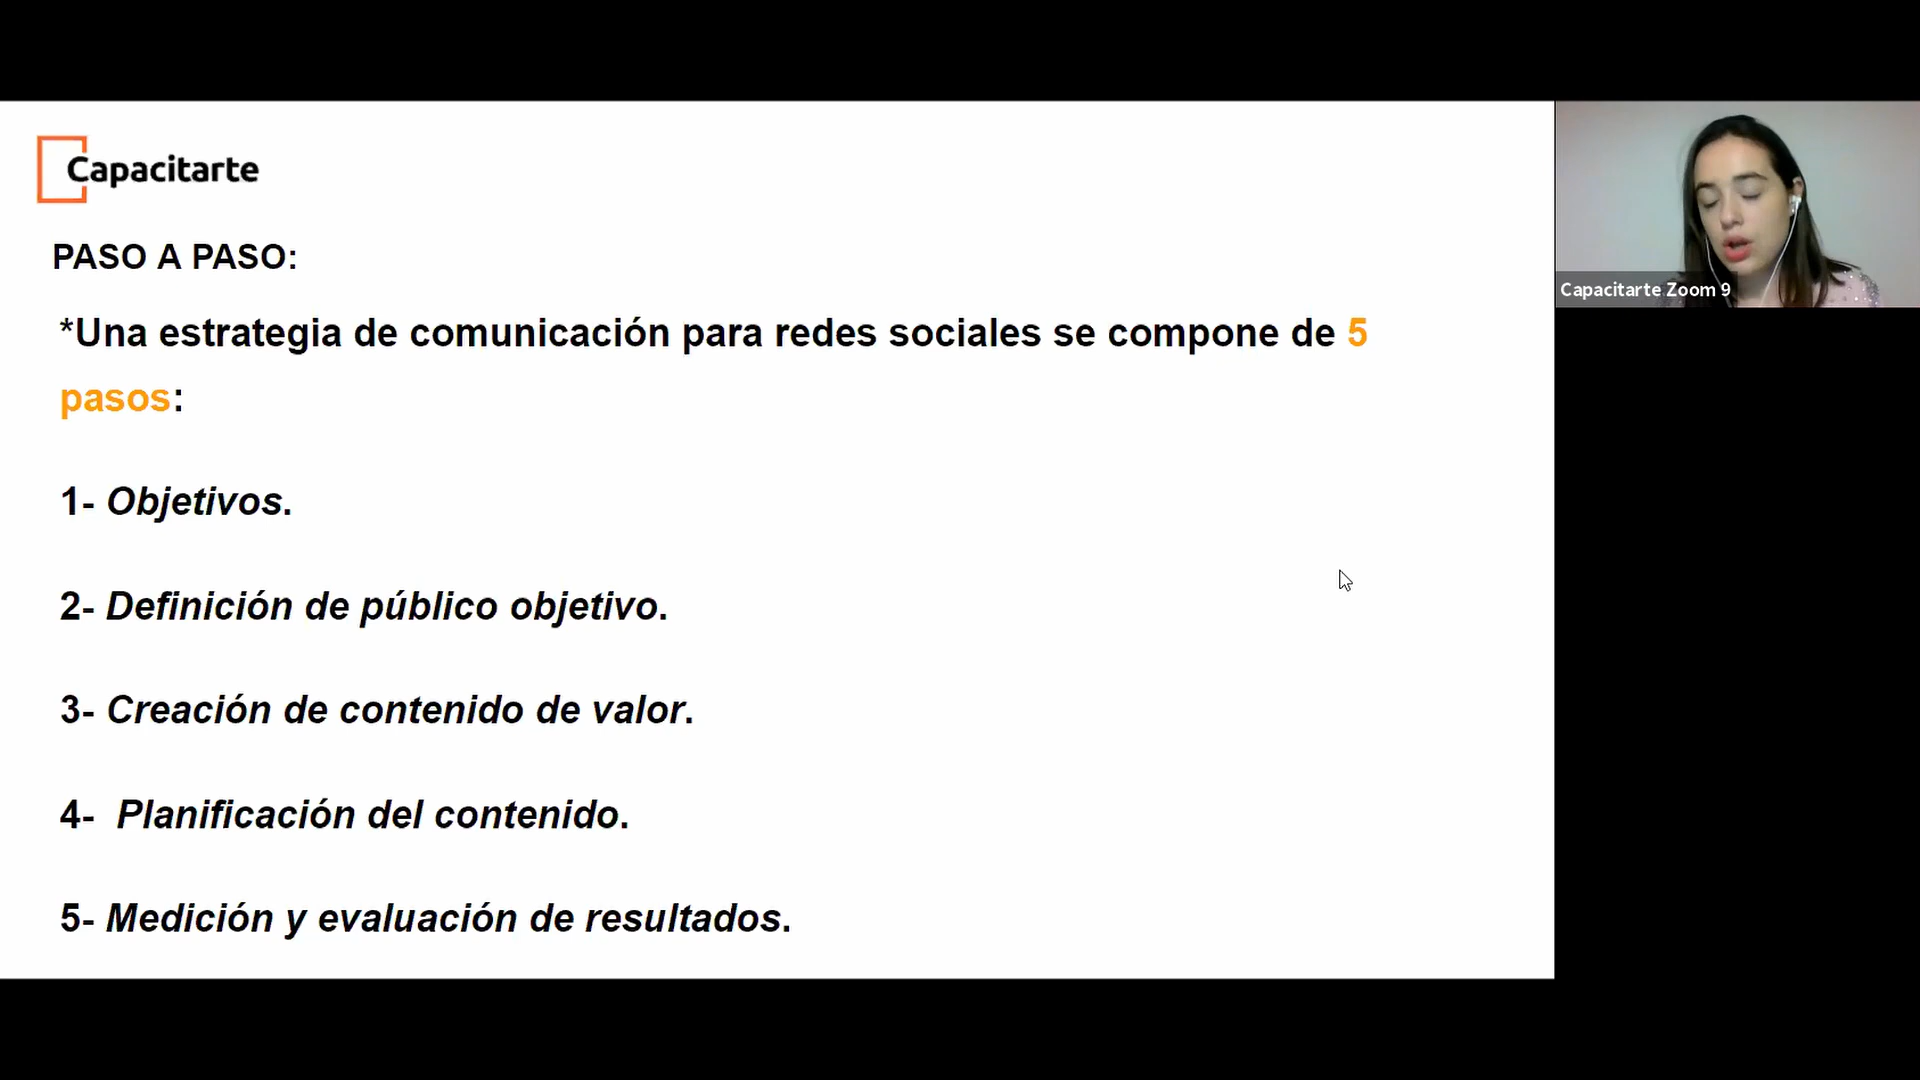 Capacitarte
PASO A PASO:
*Una estrategia de comunicación para redes sociales se compone de 5
pasos:
1- Objetivos.
2- Definición de público objetivo.
3- Creación de contenido de valor.
4-  Planificación del contenido.
5- Medición y evaluación de resultados.
Capacitarte Zoom 9